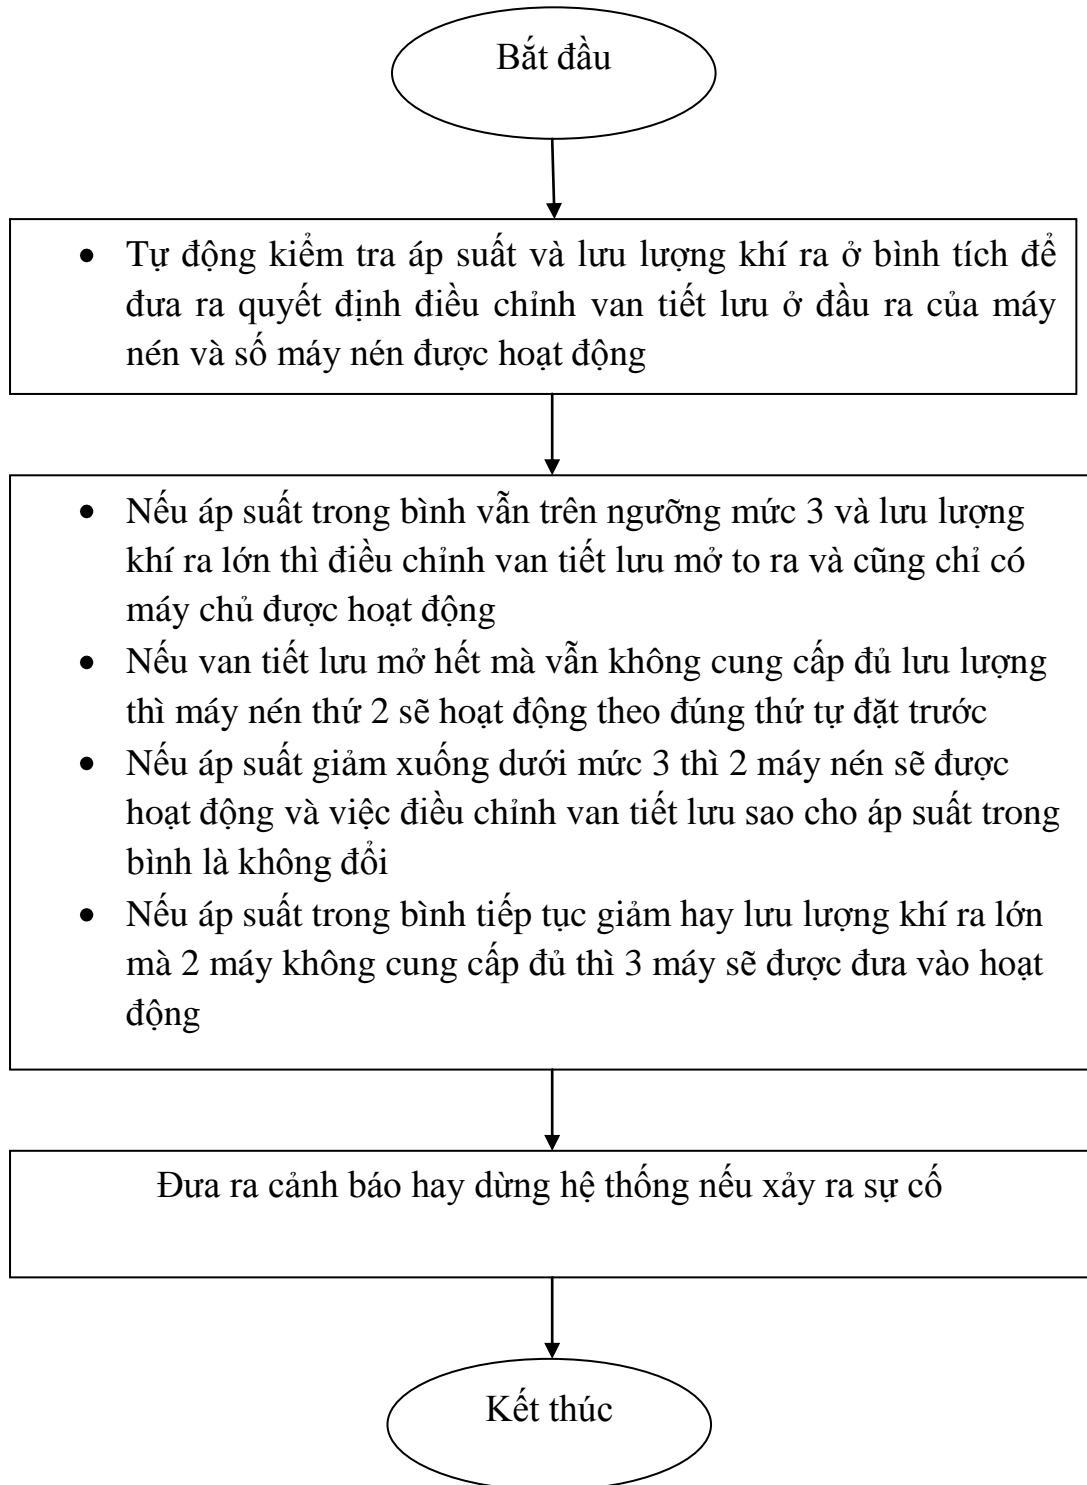 Bắt đầu
• Tự động kiểm tra áp suất và lưu lượng khí ra ở bình tích để
đưa ra quyết định điều chỉnh van tiết lưu ở đầu ra của máy
nén và số máy nén được hoạt động
• Nếu áp suất trong bình vẫn trên ngưỡng mức 3 và lưu lượng
khí ra lớn thì điều chỉnh van tiết lưu mở to ra và cũng chỉ có
máy chủ được hoạt động
• Nếu van tiết lưu mở hết mà vẫn không cung cấp đủ lưu lượng
thì máy nén thứ 2 sẽ hoạt động theo đúng thứ tự đặt trước
• Nếu áp suất giảm xuống dưới mức 3 thì 2 máy nén sẽ được
hoạt động và việc điều chỉnh van tiết lưu sao cho áp suất trong
bình là không đổi
• Nếu áp suất trong bình tiếp tục giảm hay lưu lượng khí ra lớn
mà 2 máy không cung cấp đủ thì 3 máy sẽ được đưa vào hoạt
động
Đưa ra cảnh báo hay dừng hệ thống nếu xảy ra sự cố
Kết thúc